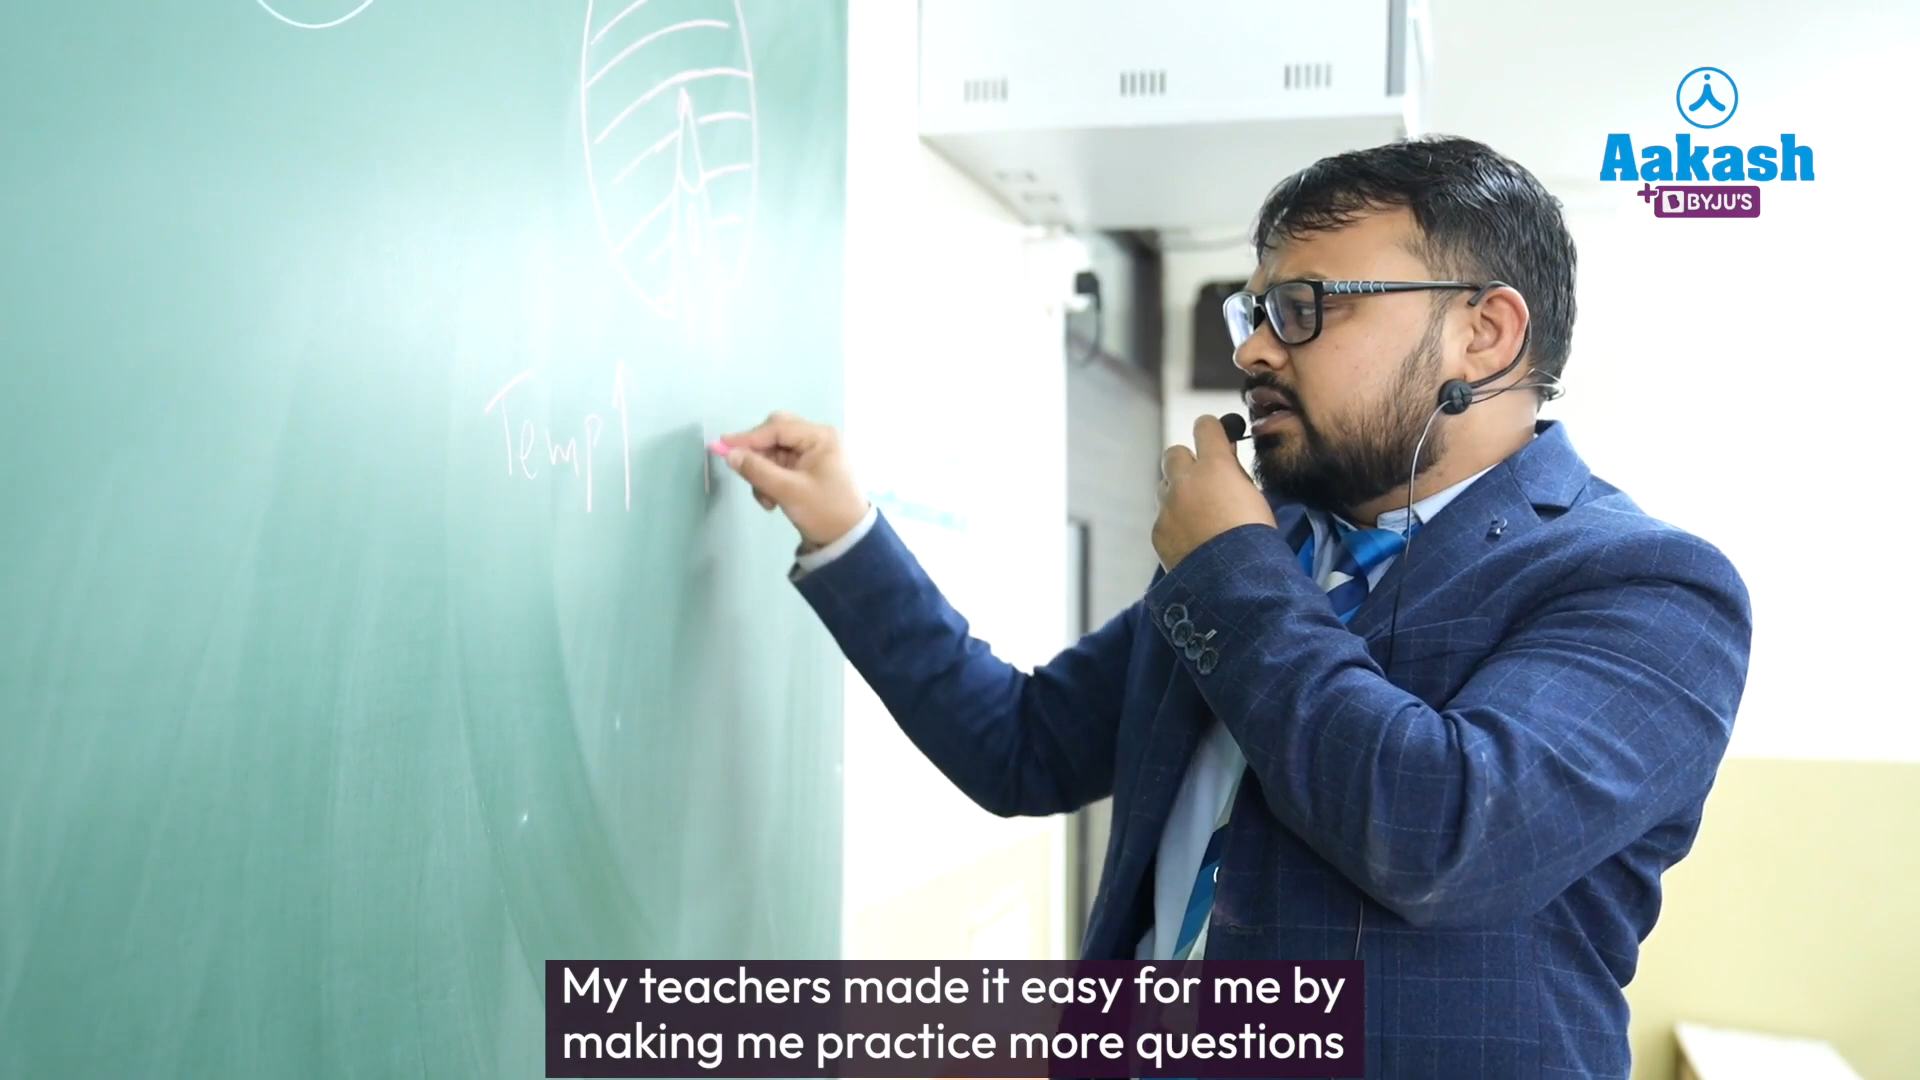 Aakash
+ BYJU'S
Temp
My teachers made it easy for me by
making me practice more questions